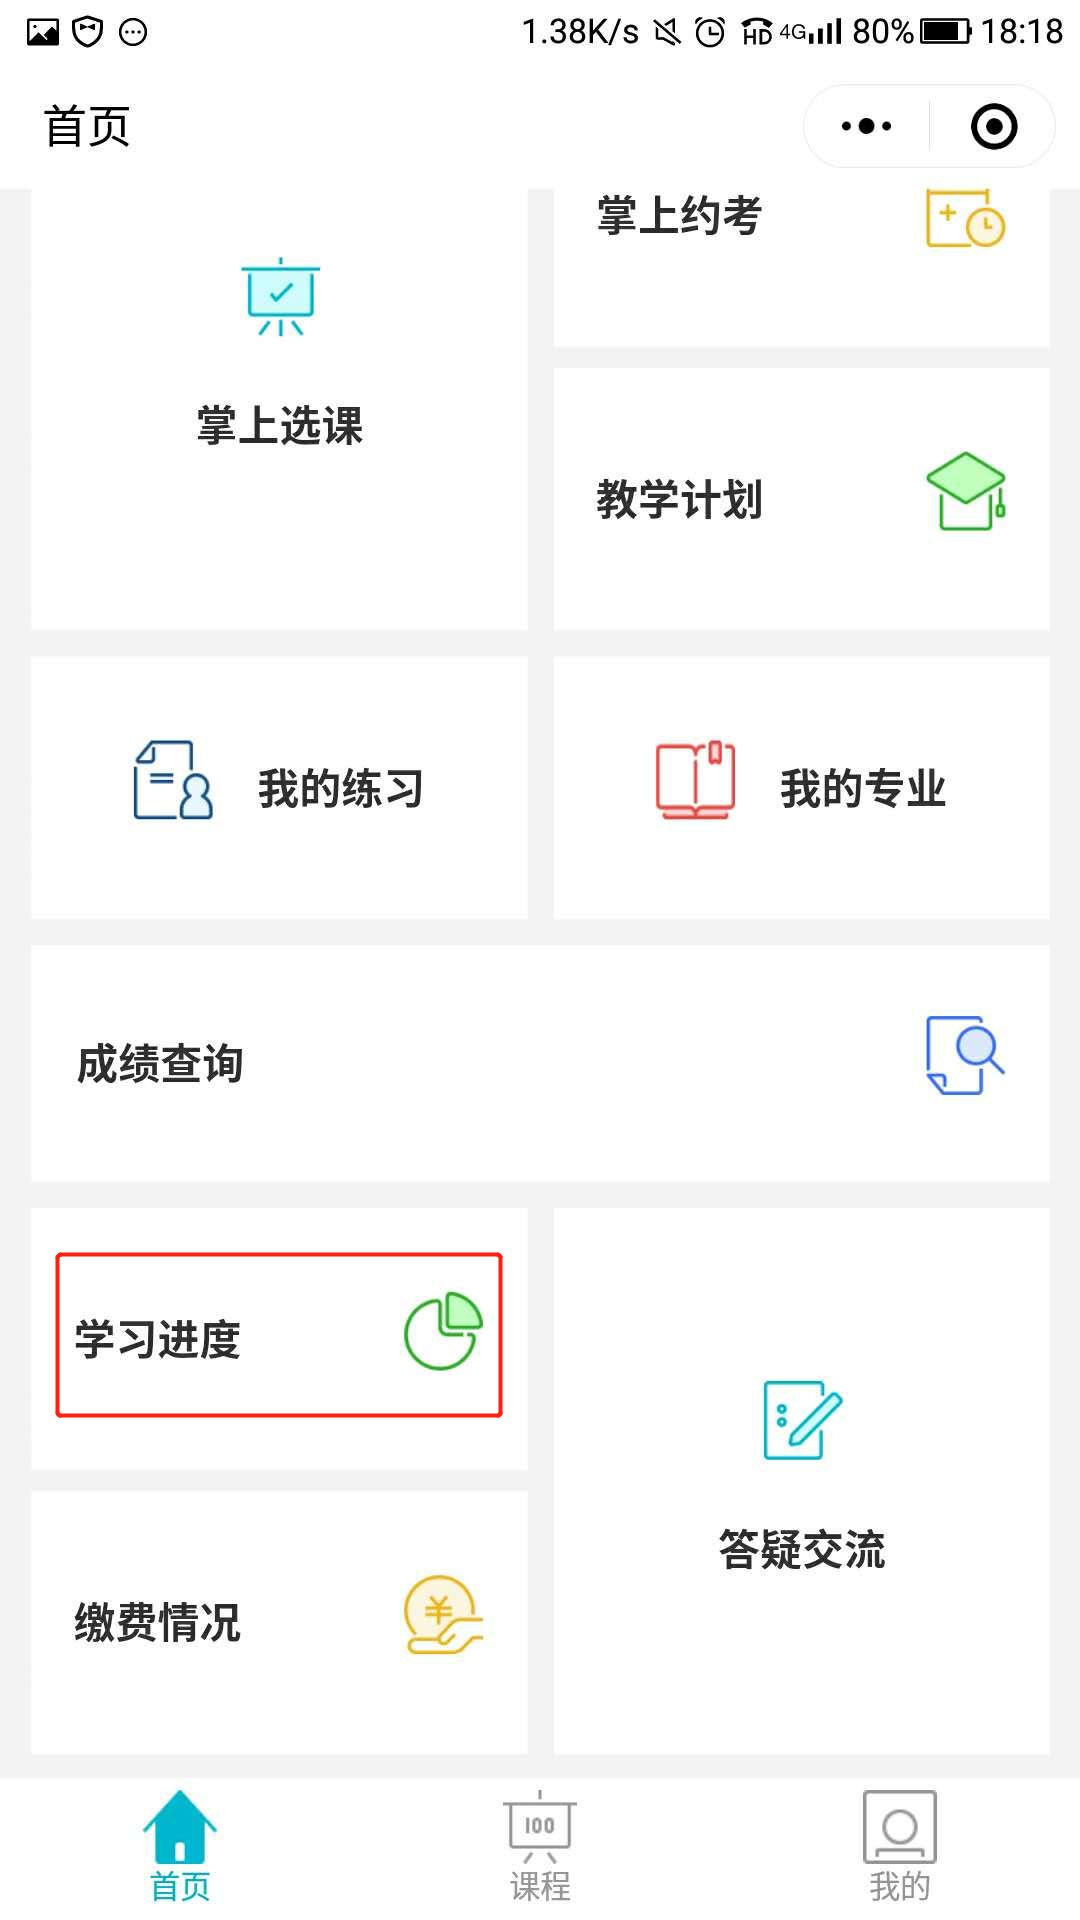 1.38K/s HD 4G 80% 18:18
首页
掌上约考
掌上选课
教学计划
我的练习
我的专业
成绩查询
学习进度
答疑交流
缴费情况
¥
100
首页
课程
我的